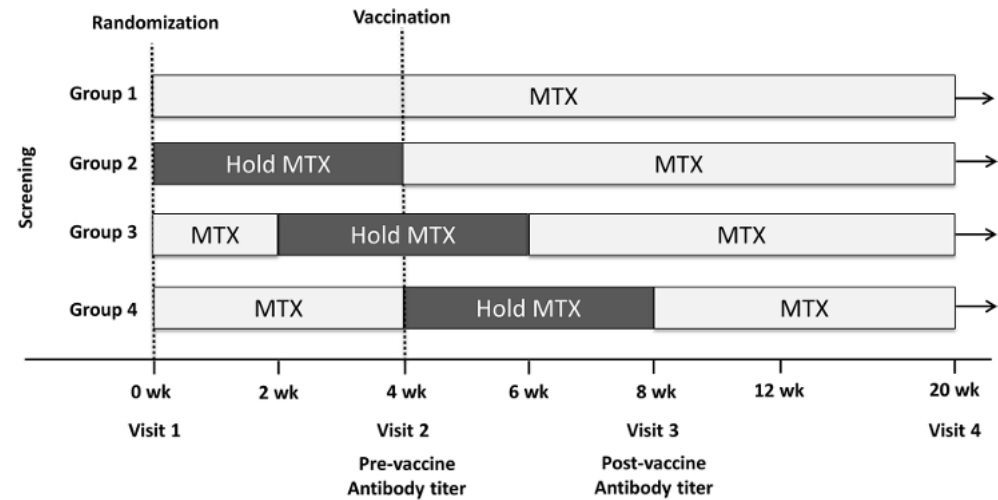 Randomization
Vaccination
Screening
Group 1
MTX
Group 2
Hold MTX
MTX
Group 3
MTX
Hold MTX
MTX
Group 4
MTX
Hold MTX
MTX
0 wk
2 wk
4 wk
6 wk
8 wk
12 wk
20 wk
Visit 1
Visit 2
Visit 3
Visit 4
Pre-vaccine
Antibody titer
Post-vaccine
Antibody titer